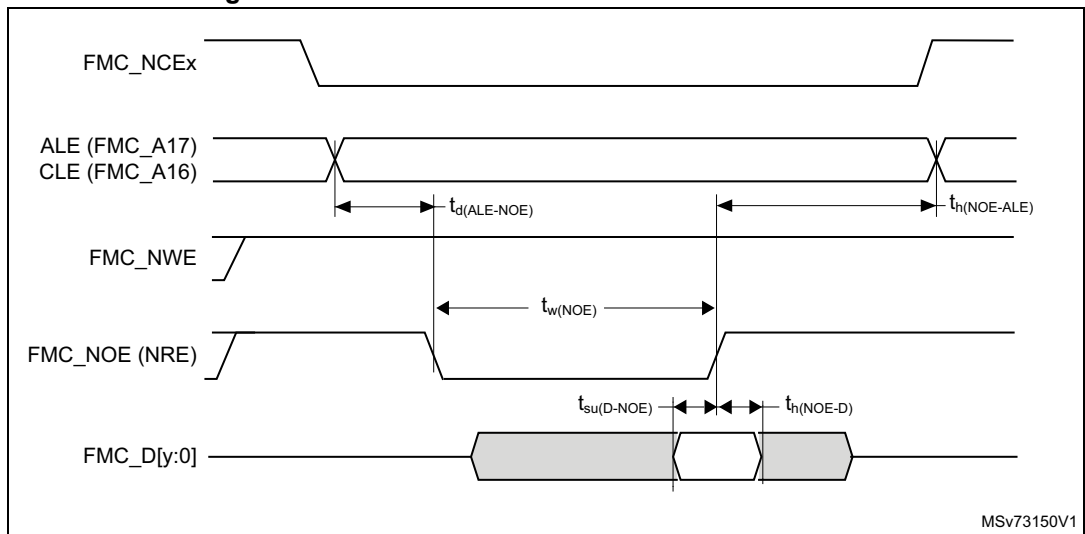 g
FMC_NCEx
ALE (FMC_A17)
CLE (FMC_A16)
td(ALE-NOE)
th(NOE-ALE)
FMC_NWE
tw(NOE)
FMC_NOE (NRE)
tsu(D-NOE)
th(NOE-D)
FMC_D[y:0]
MSv73150V1